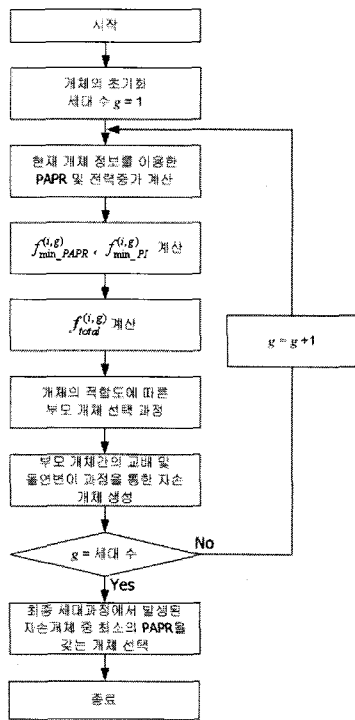 시작
개체의 초기화
세대 수 g = 1
현재 개체 정보를 이용한
PAPR 및 전력증가 계산
f_{min_PAPR}^{(i,g)}, f_{min_PI}^{(i,g)} 계산
f_{total}^{(i,g)} 계산
g = g+1
개체의 적합도에 따른
부모 개체 선택 과정
부모 개체간의 교배 및
돌연변이 과정을 통한 자손
개체 생성
g = 세대 수
No
Yes
최종 세대과정에서 발생된
자손개체 중 최소의 PAPR을
갖는 개체 선택
종료